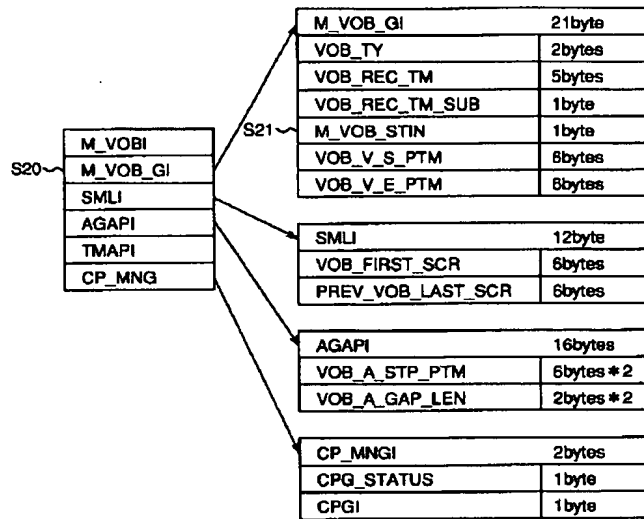 M_VOB_GI 21byte
VOB_TY 2bytes
VOB_REC_TM 5bytes
VOB_REC_TM_SUB 1byte
S21 M_VOB_STIN 1byte
VOB_V_S_PTM 6bytes
VOB_V_E_PTM 6bytes
M_VOBI
S20 M_VOB_GI
SMLI
AGAPI
TMAPI
CP_MNG
SMLI 12byte
VOB_FIRST_SCR 6bytes
PREV_VOB_LAST_SCR 6bytes
AGAPI 16bytes
VOB_A_STP_PTM 6bytes*2
VOB_A_GAP_LEN 2bytes*2
CP_MNGI 2bytes
CPG_STATUS 1byte
CPGI 1byte